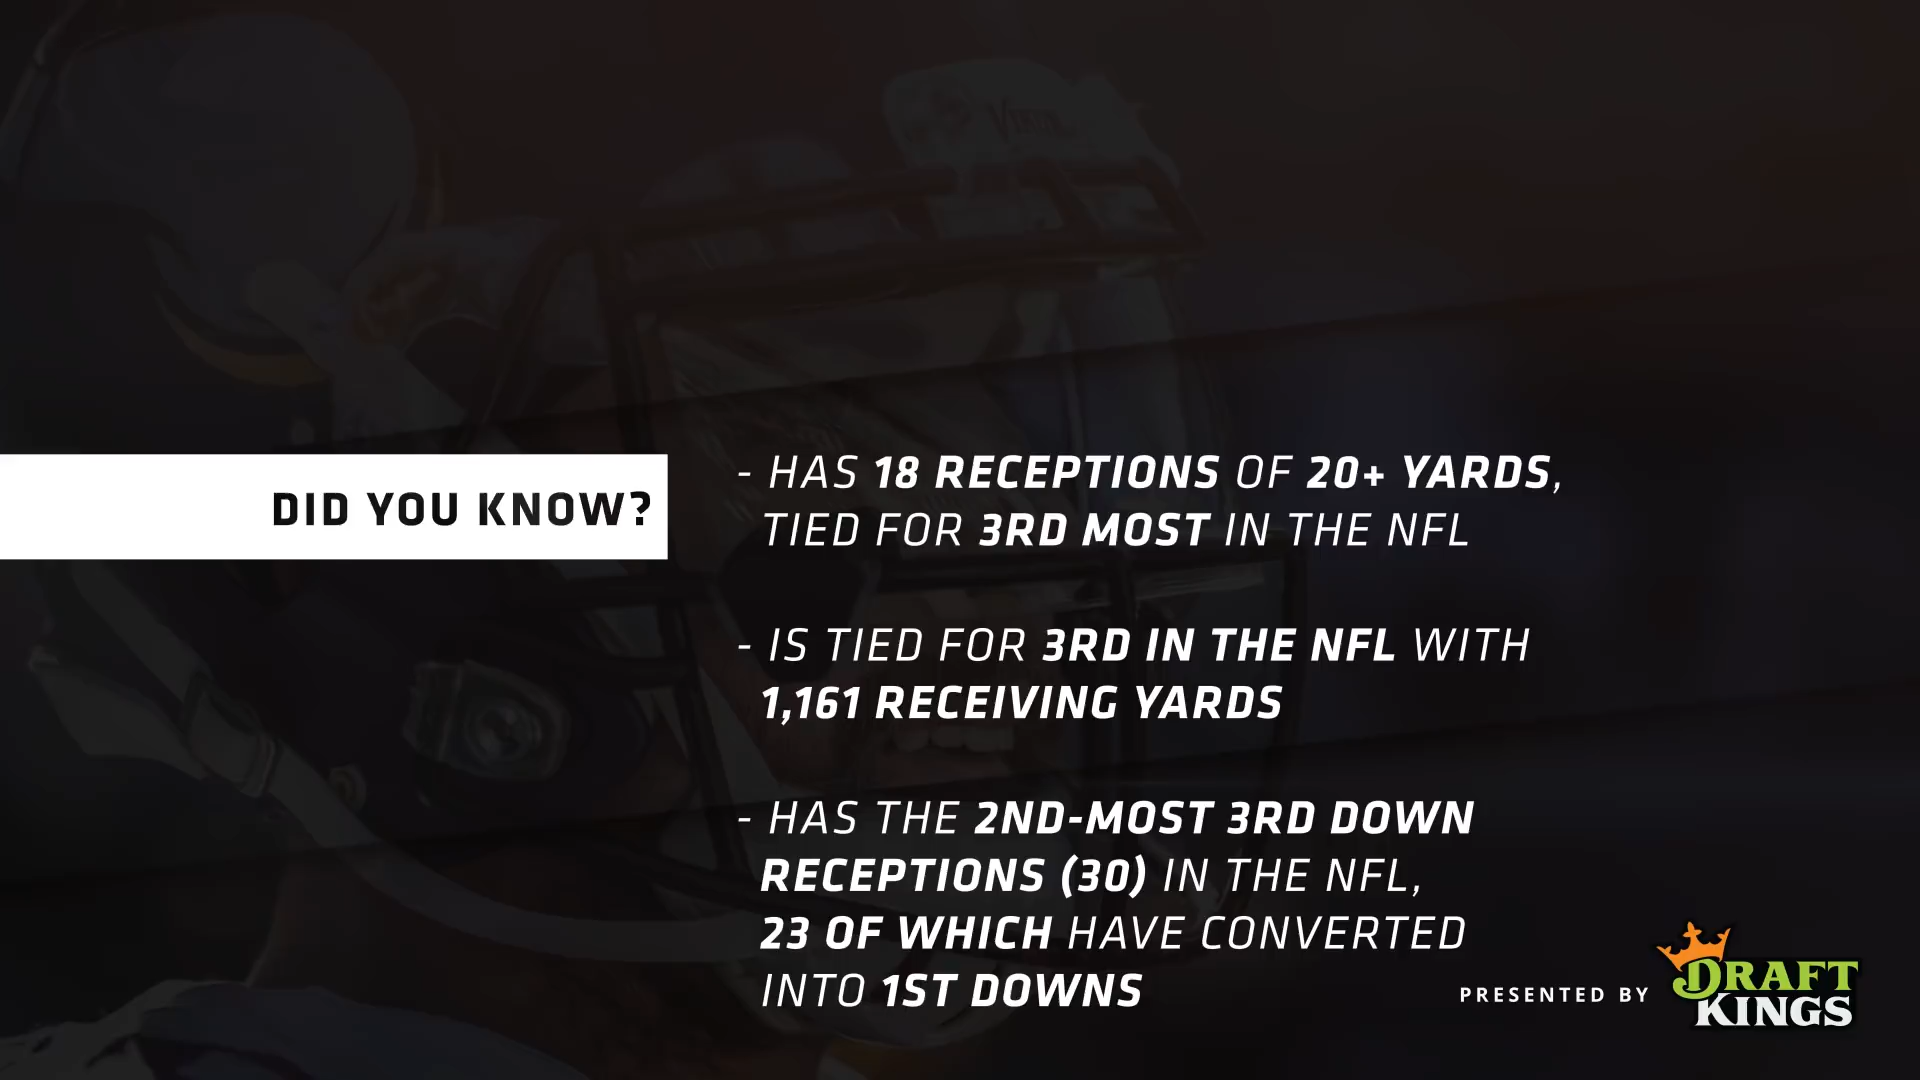 DID YOU KNOW?
- HAS 18 RECEPTIONS OF 20+ YARDS,
TIED FOR 3RD MOST IN THE NFL
- IS TIED FOR 3RD IN THE NFL WITH
1,161 RECEIVING YARDS
- HAS THE 2ND-MOST 3RD DOWN
RECEPTIONS (30) IN THE NFL,
23 OF WHICH HAVE CONVERTED
INTO 1ST DOWNS
PRESENTED BY
DRAFT
KINGS